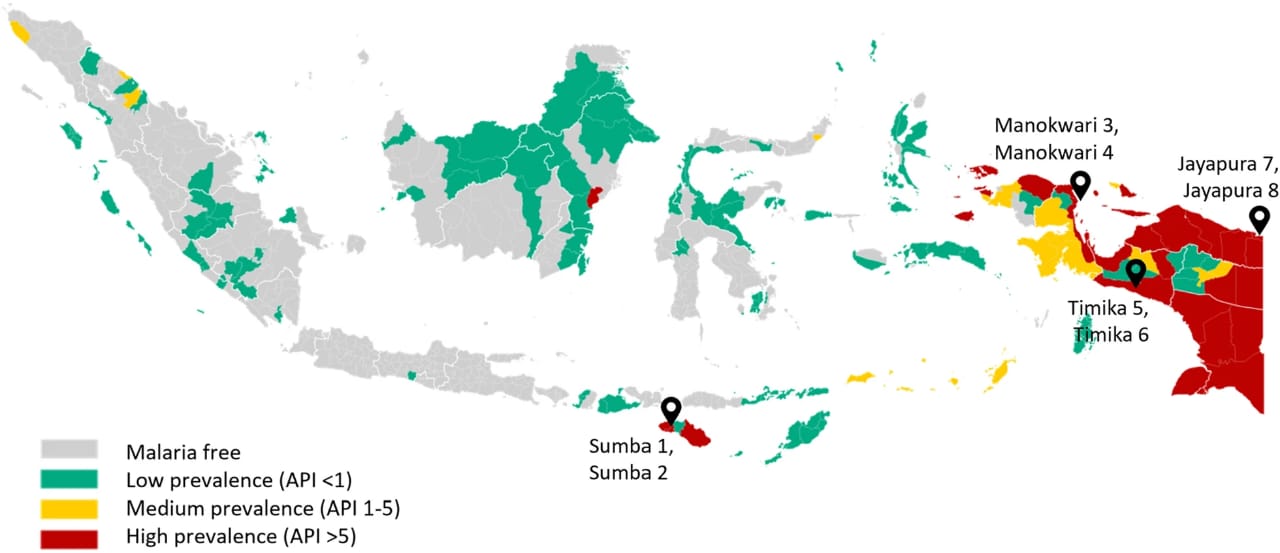 Manokwari 3,
Manokwari 4
Jayapura 7,
Jayapura 8
Timika 5,
Timika 6
Sumba 1,
Sumba 2
Malaria free
Low prevalence (API <1)
Medium prevalence (API 1-5)
High prevalence (API >5)